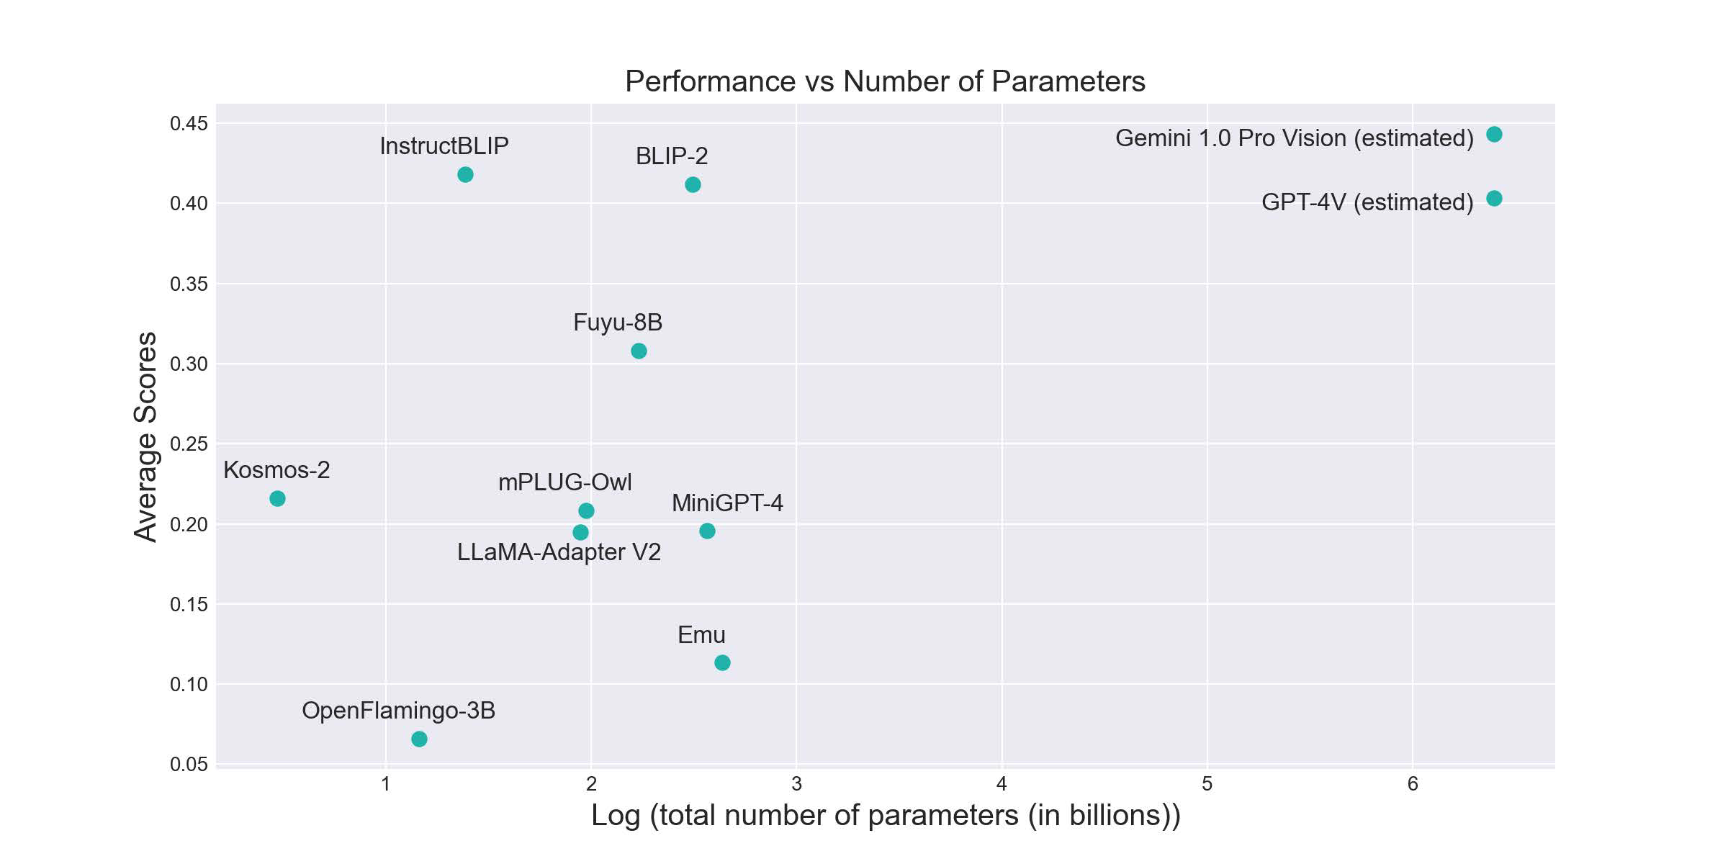 Performance vs Number of Parameters
0.45
InstructBLIP
BLIP-2
Gemini 1.0 Pro Vision (estimated)
0.40
GPT-4V (estimated)
0.35
Fuyu-8B
0.30
Average Scores
0.25
Kosmos-2
mPLUG-Owl
MiniGPT-4
0.20
LLaMA-Adapter V2
0.15
Emu
0.10
OpenFlamingo-3B
0.05
1 2 3 4 5 6
Log (total number of parameters (in billions))